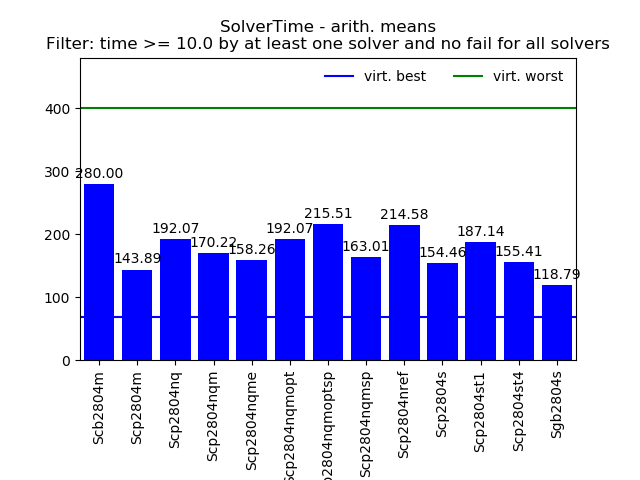 SolverTime - arith. means
Filter: time >= 10.0 by at least one solver and no fail for all solvers
virt. best
virt. worst
400
300
200
100
0
280.00
143.89
192.07
170.22
158.26
192.07
215.51
163.01
214.58
154.46
187.14
155.41
118.79
Scb2804m
Scp2804m
Scp2804nq
Scp2804nqm
Scp2804nqme
Scp2804nqmopt
p2804nqmoptsp
Scp2804nqmsp
Scp2804nref
Scp2804s
Scp2804st1
Scp2804st4
Sgb2804s